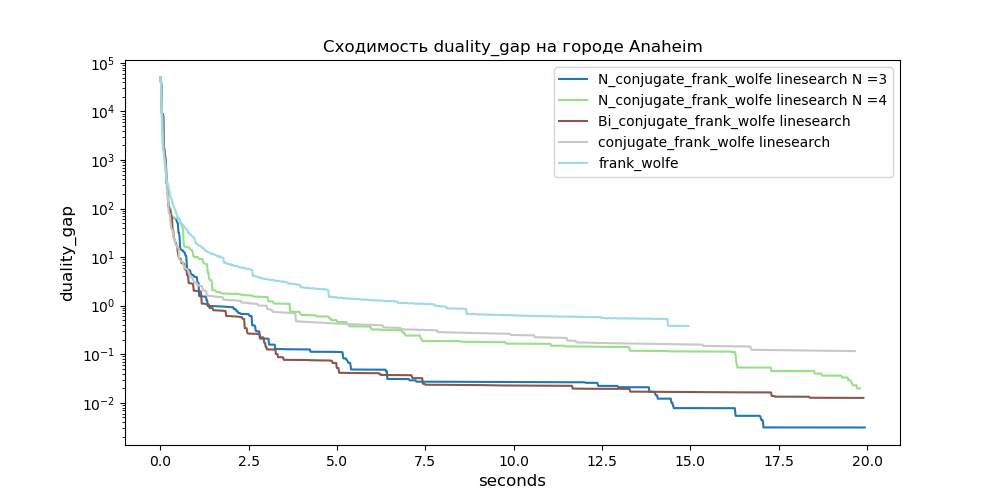 Сходимость duality_gap на городе Anaheim
duality_gap
10^5
10^4
10^3
10^2
10^1
10^0
10^-1
10^-2
N_conjugate_frank_wolfe linesearch N =3
N_conjugate_frank_wolfe linesearch N =4
Bi_conjugate_frank_wolfe linesearch
conjugate_frank_wolfe linesearch
frank_wolfe
0.0 2.5 5.0 7.5 10.0 12.5 15.0 17.5 20.0
seconds